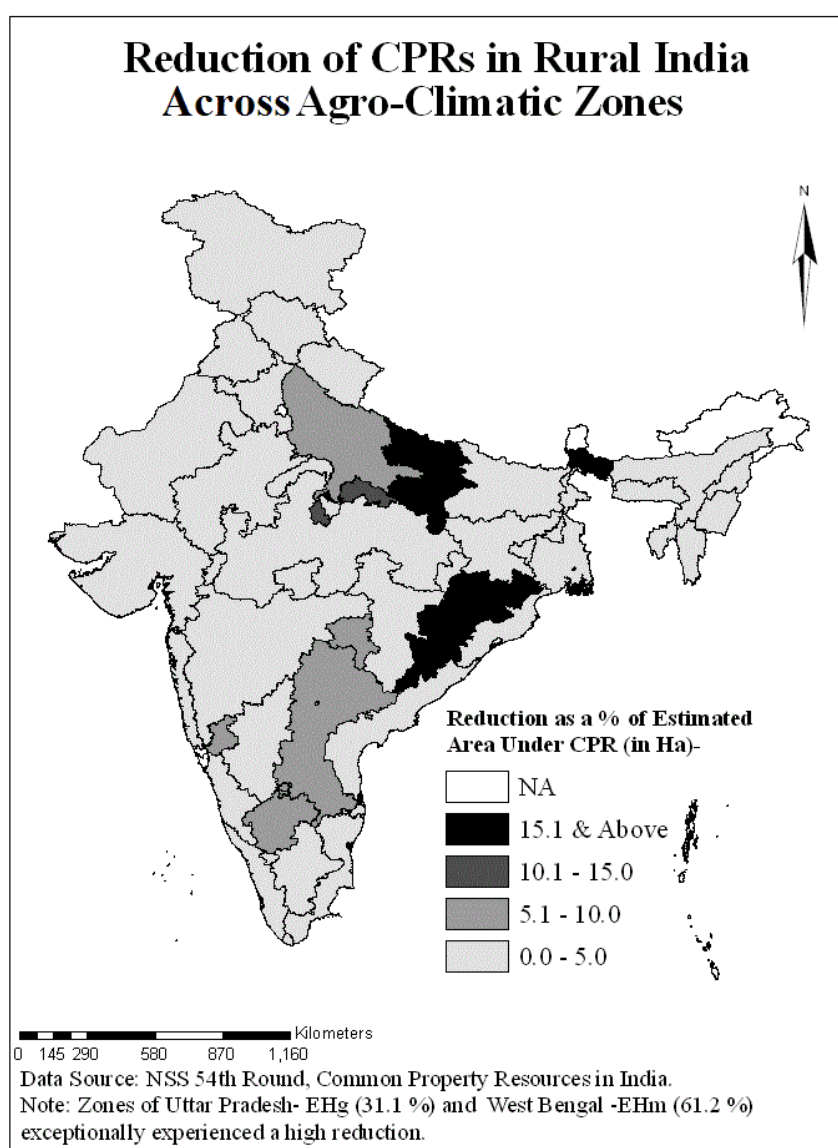 Reduction of CPRs in Rural India
Across Agro-Climatic Zones
N
Reduction as a % of Estimated
Area Under CPR (in Ha)-
NA
15.1 & Above
10.1 - 15.0
5.1 - 10.0
0.0 - 5.0
Kilometers
0 145 290 580 870 1,160
Data Source: NSS 54th Round, Common Property Resources in India.
Note: Zones of Uttar Pradesh- EHg (31.1 %) and West Bengal -EHm (61.2 %)
exceptionally experienced a high reduction.